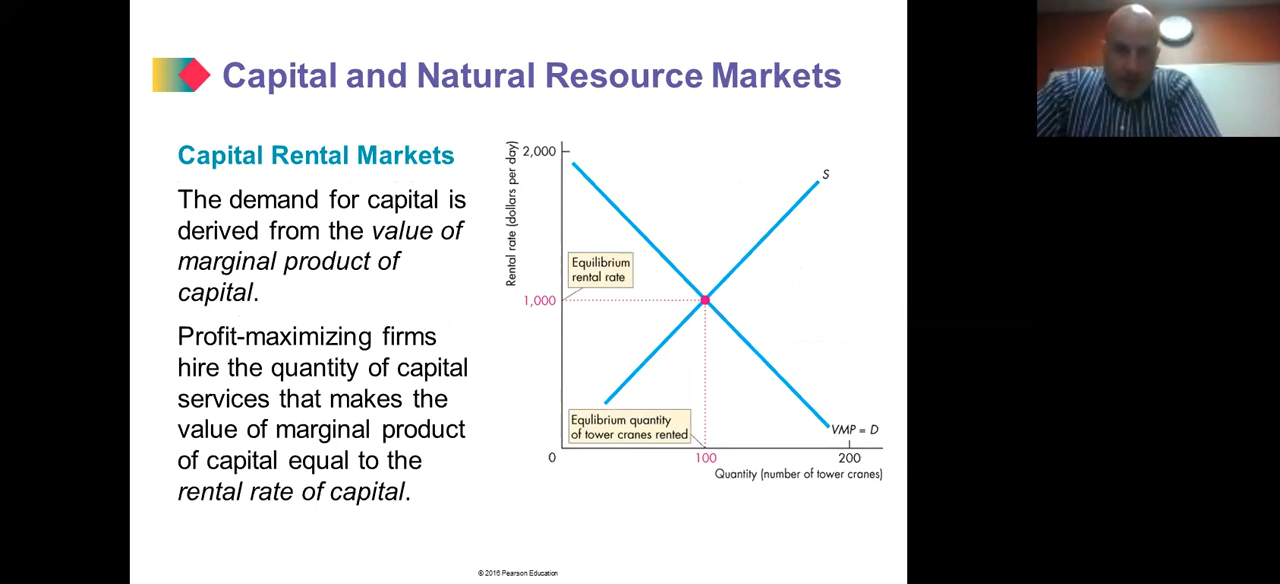 Capital and Natural Resource Markets
Capital Rental Markets
The demand for capital is
derived from the value of
marginal product of
capital.
Profit-maximizing firms
hire the quantity of capital
services that makes the
value of marginal product
of capital equal to the
rental rate of capital.
Rental rate (dollars per day)
2,000
S
Equilibrium
rental rate
1,000
Equlibrium quantity
of tower cranes rented
VMP = D
0
100
200
Quantity (number of tower cranes)
© 2016 Pearson Education